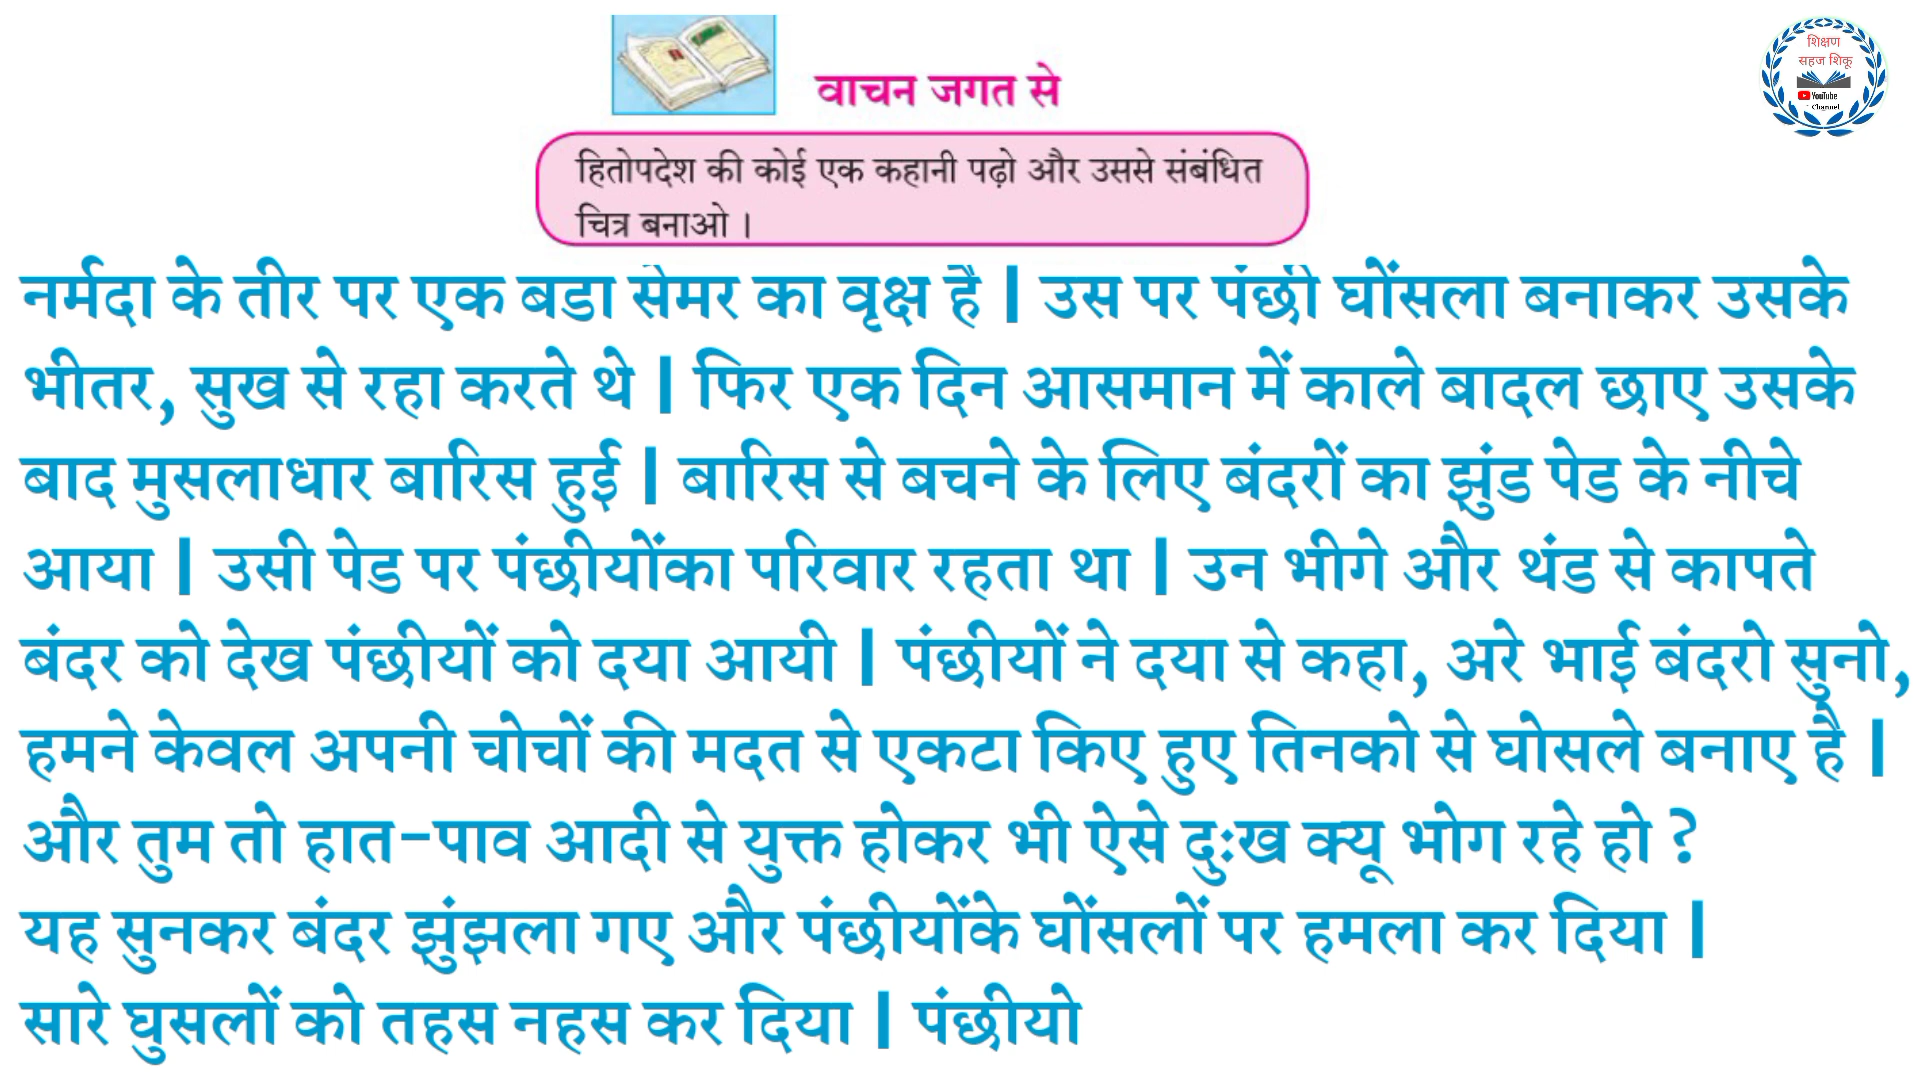 शिक्षण
सहज शिकू
YouTube
Channel
वाचन जगत से
हितोपदेश की कोई एक कहानी पढ़ो और उससे संबंधित
चित्र बनाओ ।
नर्मदा के तीर पर एक बडा सेमर का वृक्ष है | उस पर पंछी घोंसला बनाकर उसके
भीतर, सुख से रहा करते थे | फिर एक दिन आसमान में काले बादल छाए उसके
बाद मुसलाधार बारिस हुई | बारिस से बचने के लिए बंदरों का झुंड पेड के नीचे
आया | उसी पेड पर पंछीयोंका परिवार रहता था | उन भीगे और थंड से कापते
बंदर को देख पंछीयों को दया आयी | पंछीयों ने दया से कहा, अरे भाई बंदरो सुनो,
हमने केवल अपनी चोचों की मदत से एकटा किए हुए तिनको से घोसले बनाए है |
और तुम तो हात-पाव आदी से युक्त होकर भी ऐसे दुःख क्यू भोग रहे हो ?
यह सुनकर बंदर झुंझला गए और पंछीयोंके घोंसलों पर हमला कर दिया |
सारे घुसलों को तहस नहस कर दिया | पंछीयो